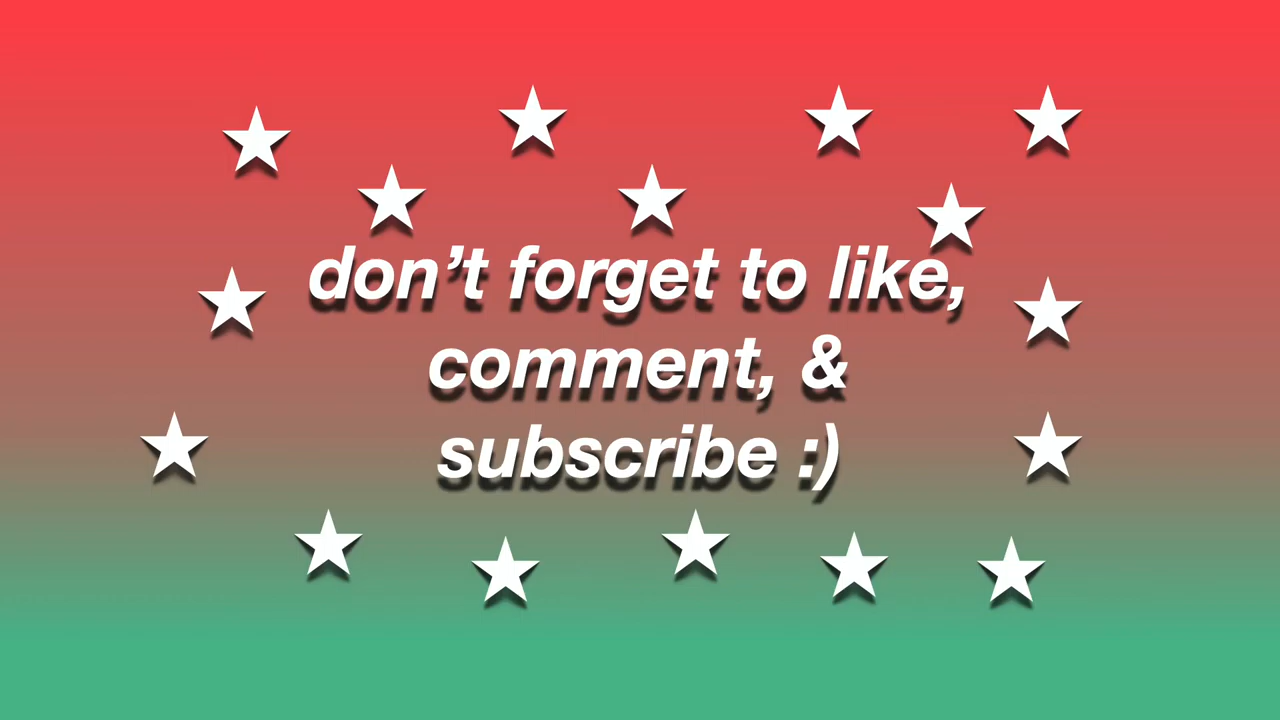 don’t forget to like,
comment, &
subscribe :)